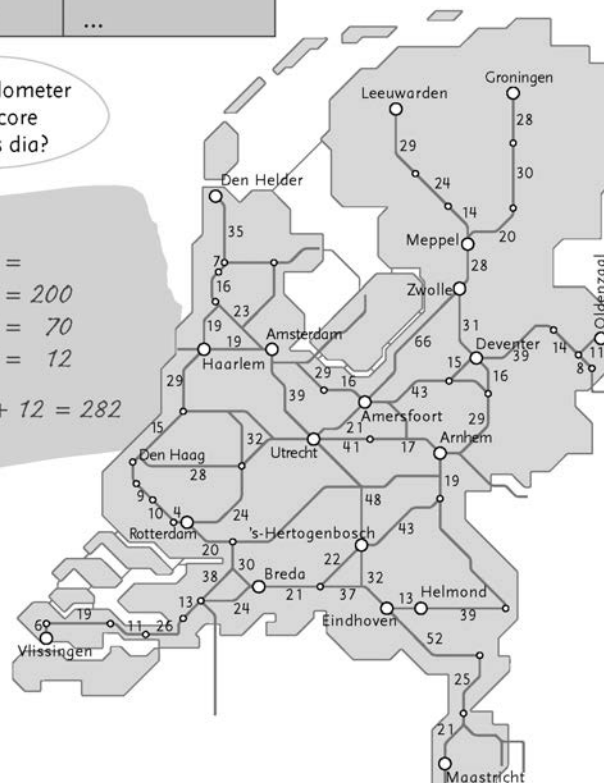 ...
lometer
core
s dia?
=
= 200
= 70
= 12
+ 12 = 282
Groningen
Leeuwarden
28
29
30
24
14
20
Den Helder
35
Meppel
28
7
16
Zwolle
23
19
19
Amsterdam
Haarlem
31
66
Deventer
39
14
Oldenzaal
11
8
29
29
16
15
16
43
39
Amersfoort
21
29
15
32
Utrecht
41
17
Arnhem
Den Haag
28
19
9
10
4
24
48
Rotterdam
's-Hertogenbosch
43
20
22
38
30
Breda
32
13
Helmond
21
37
39
24
13
Eindhoven
19
6
11
26
Vlissingen
52
25
21
Maastricht